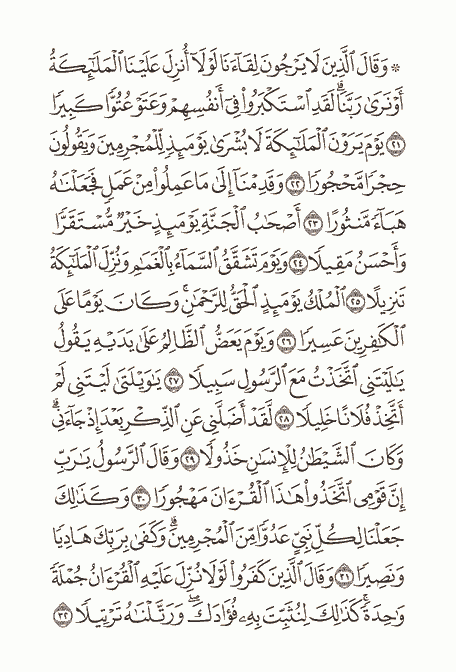 ۞ وَقَالَ ٱلَّذِينَ لَا يَرْجُونَ لِقَآءَنَا لَوْلَآ أُنزِلَ عَلَيْنَا ٱلْمَلَٰٓئِكَةُ
أَوْ نَرَىٰ رَبَّنَا ۗ لَقَدِ ٱسْتَكْبَرُوا۟ فِىٓ أَنفُسِهِمْ وَعَتَوْ عُتُوًّا كَبِيرًا
٢١ يَوْمَ يَرَوْنَ ٱلْمَلَٰٓئِكَةَ لَا بُشْرَىٰ يَوْمَئِذٍ لِّلْمُجْرِمِينَ وَيَقُولُونَ
حِجْرًا مَّحْجُورًا ٢٢ وَقَدِمْنَآ إِلَىٰ مَا عَمِلُوا۟ مِنْ عَمَلٍ فَجَعَلْنَٰهُ
هَبَآءً مَّنثُورًا ٢٣ أَصْحَٰبُ ٱلْجَنَّةِ يَوْمَئِذٍ خَيْرٌ مُّسْتَقَرًّا
وَأَحْسَنُ مَقِيلًا ٢٤ وَيَوْمَ تَشَقَّقُ ٱلسَّمَآءُ بِٱلْغَمَٰمِ وَنُزِّلَ ٱلْمَلَٰٓئِكَةُ
تَنزِيلًا ٢٥ ٱلْمُلْكُ يَوْمَئِذٍ ٱلْحَقُّ لِلرَّحْمَٰنِ ۚ وَكَانَ يَوْمًا عَلَى
ٱلْكَٰفِرِينَ عَسِيرًا ٢٦ وَيَوْمَ يَعَضُّ ٱلظَّالِمُ عَلَىٰ يَدَيْهِ يَقُولُ
يَٰلَيْتَنِى ٱتَّخَذْتُ مَعَ ٱلرَّسُولِ سَبِيلًا ٢٧ يَٰوَيْلَتَىٰ لَيْتَنِى لَمْ
أَتَّخِذْ فُلَانًا خَلِيلًا ٢٨ لَّقَدْ أَضَلَّنِى عَنِ ٱلذِّكْرِ بَعْدَ إِذْ جَآءَنِى ۗ
وَكَانَ ٱلشَّيْطَٰنُ لِلْإِنسَٰنِ خَذُولًا ٢٩ وَقَالَ ٱلرَّسُولُ يَٰرَبِّ
إِنَّ قَوْمِى ٱتَّخَذُوا۟ هَٰذَا ٱلْقُرْءَانَ مَهْجُورًا ٣٠ وَكَذَٰلِكَ
جَعَلْنَا لِكُلِّ نَبِىٍّ عَدُوًّا مِّنَ ٱلْمُجْرِمِينَ ۗ وَكَفَىٰ بِرَبِّكَ هَادِيًا
وَنَصِيرًا ٣١ وَقَالَ ٱلَّذِينَ كَفَرُوا۟ لَوْلَا نُزِّلَ عَلَيْهِ ٱلْقُرْءَانُ جُمْلَةً
وَٰحِدَةً ۚ كَذَٰلِكَ لِنُثَبِّتَ بِهِۦ فُؤَادَكَ ۖ وَرَتَّلْنَٰهُ تَرْتِيلًا ٣٢